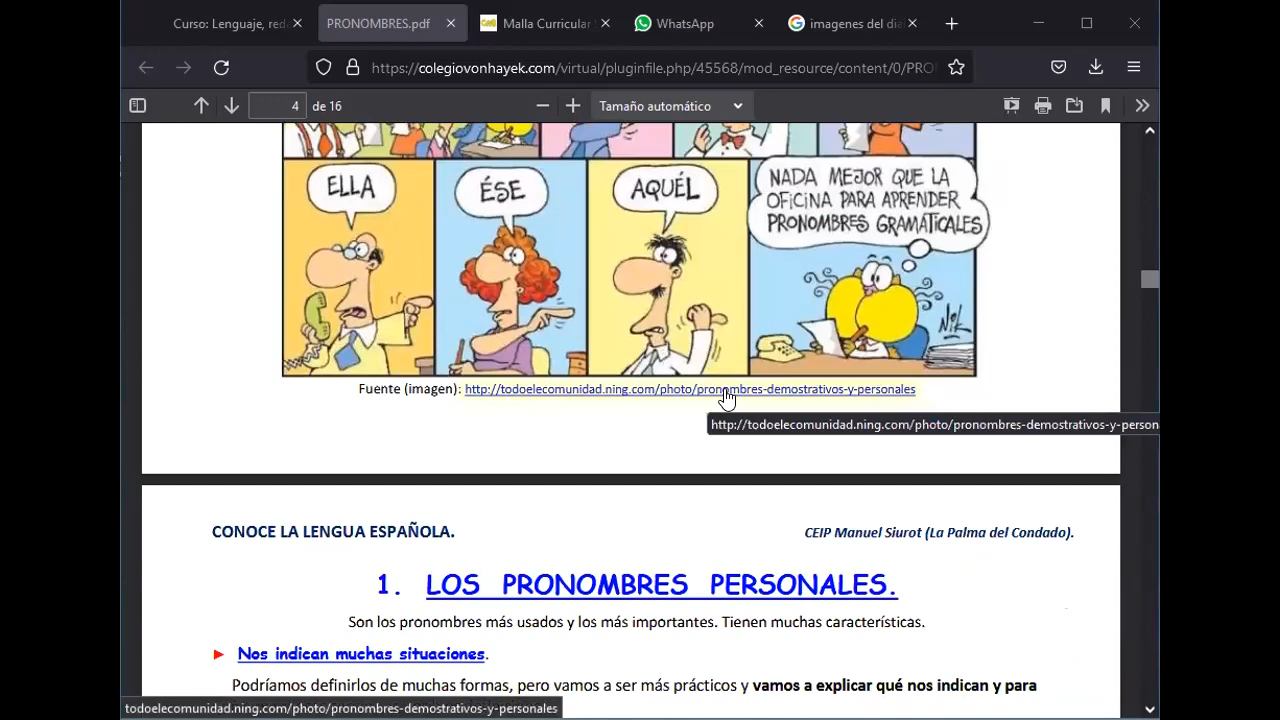 Curso: Lenguaje, red
PRONOMBRES.pdf
Malla Curricular
WhatsApp
imagenes del dia
https://colegiovonhayek.com/virtual/pluginfile.php/45568/mod_resource/content/0/PRO
4 de 16
Tamaño automático
ELLA
ÉSE
AQUÉL
NADA MEJOR QUE LA
OFICINA PARA APRENDER
PRONOMBRES GRAMATICALES
NIK
Fuente (imagen): http://todoelecomunidad.ning.com/photo/pronombres-demostrativos-y-personales
http://todoelecomunidad.ning.com/photo/pronombres-demostrativos-y-person
CONOCE LA LENGUA ESPAÑOLA.
CEIP Manuel Siurot (La Palma del Condado).
1. LOS PRONOMBRES PERSONALES.
Son los pronombres más usados y los más importantes. Tienen muchas características.
Nos indican muchas situaciones.
Podríamos definirlos de muchas formas, pero vamos a ser más prácticos y vamos a explicar qué nos indican y para
todoelecomunidad.ning.com/photo/pronombres-demostrativos-y-personales